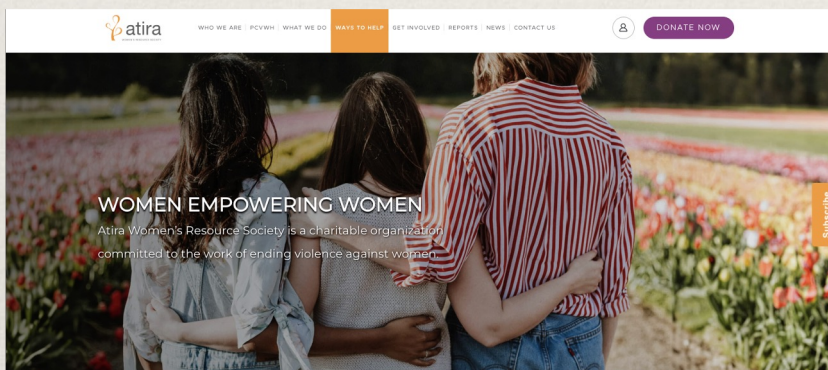 atira
WHO WE ARE
PCVWH
WHAT WE DO
WAYS TO HELP
GET INVOLVED
REPORTS
NEWS
CONTACT US
DONATE NOW
WOMEN EMPOWERING WOMEN
Atira Women's Resource Society is a charitable organization
committed to the work of ending violence against women.
Subscribe